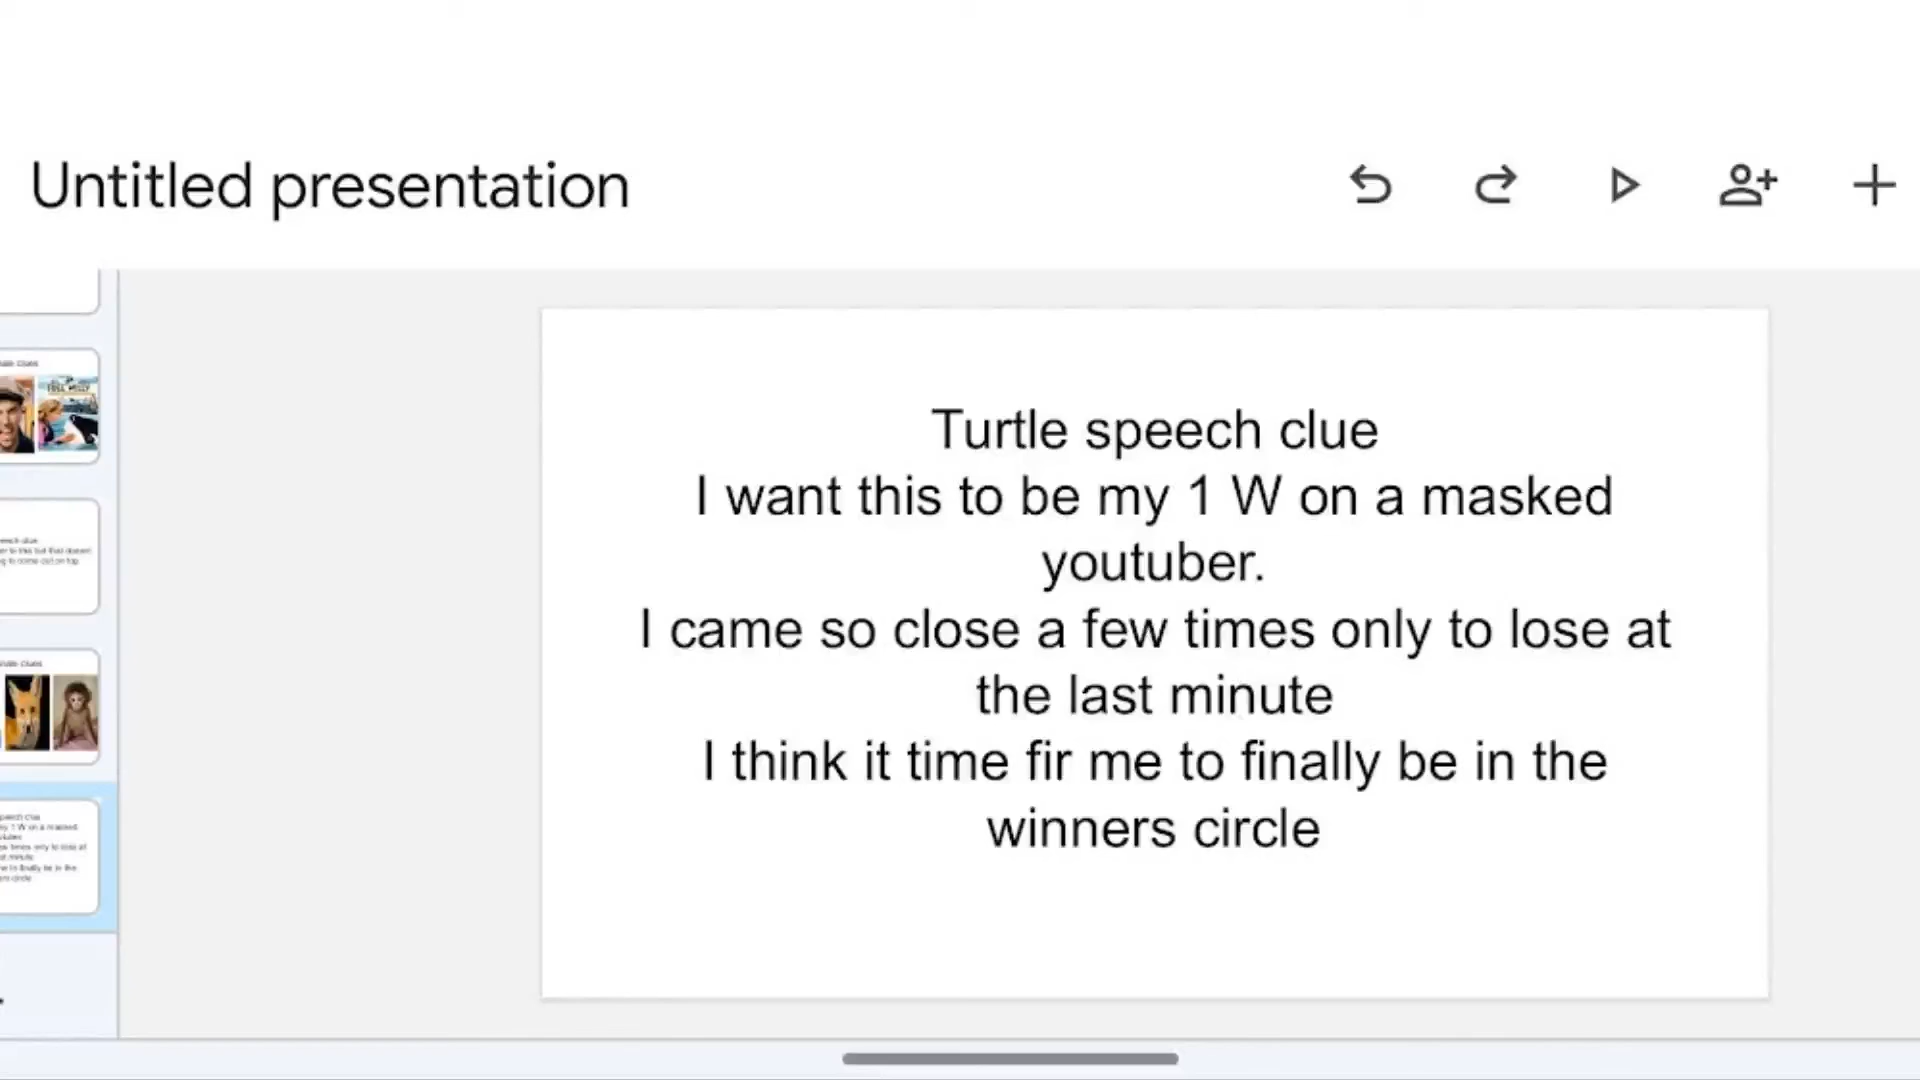 Untitled presentation
Turtle speech clue
I want this to be my 1 W on a masked
youtuber.
I came so close a few times only to lose at
the last minute
I think it time fir me to finally be in the
winners circle